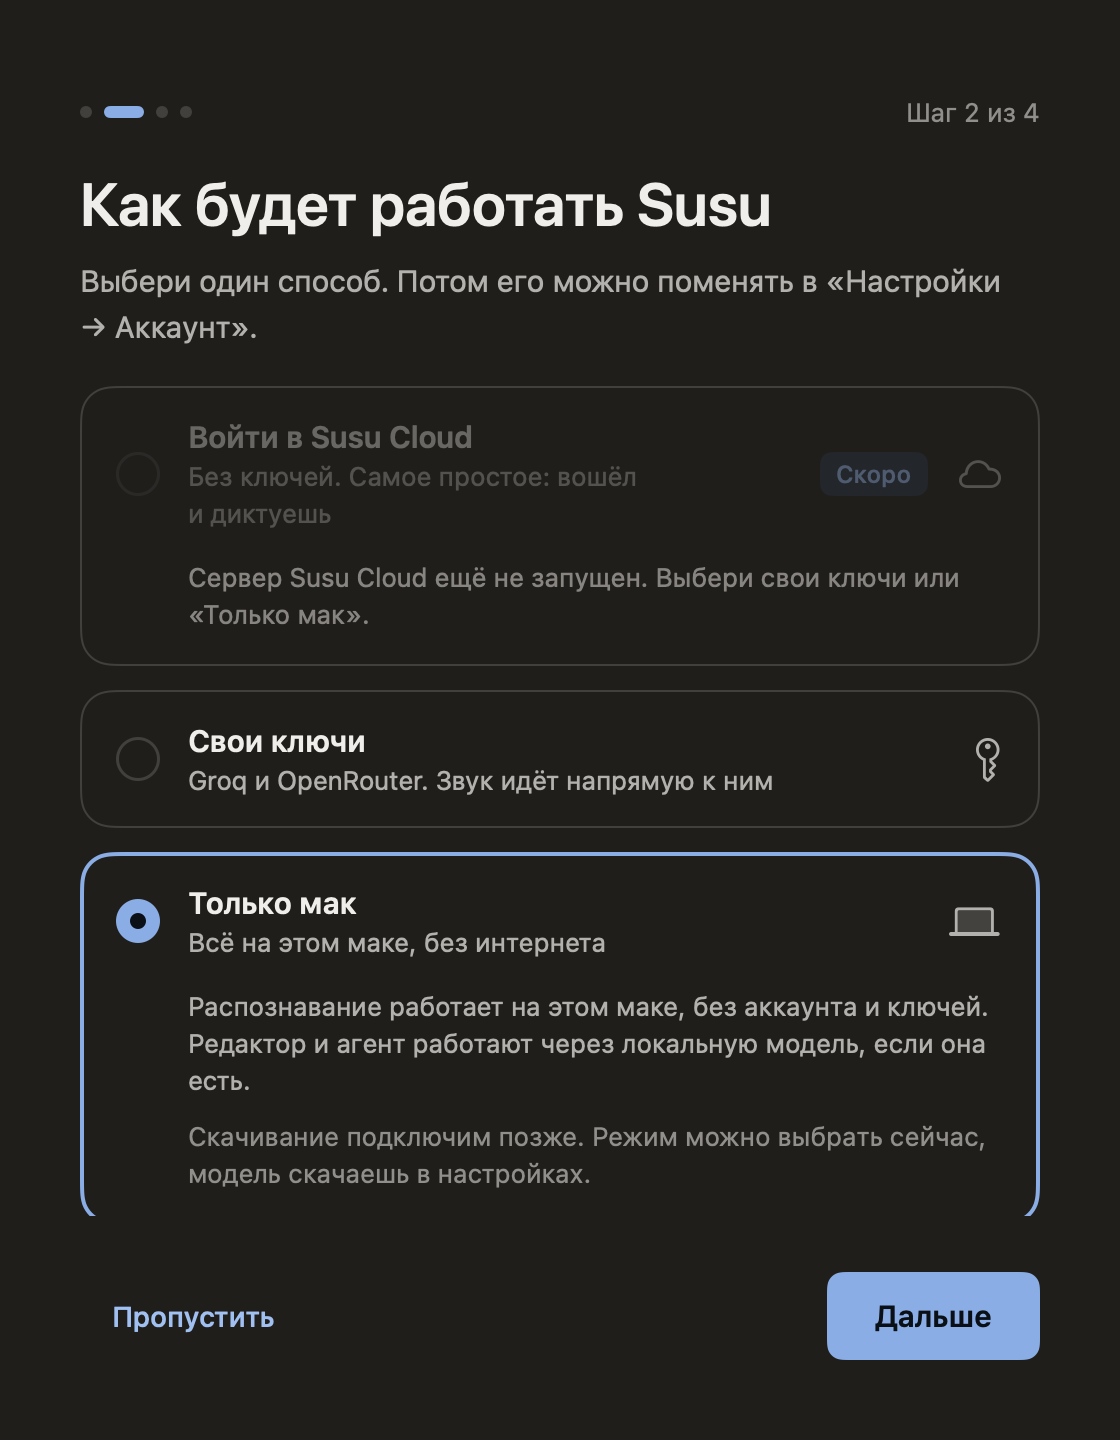 Шаг 2 из 4
Как будет работать Susu
Выбери один способ. Потом его можно поменять в «Настройки
→ Аккаунт».
Войти в Susu Cloud
Без ключей. Самое простое: вошёл
и диктуешь
Скоро
Сервер Susu Cloud ещё не запущен. Выбери свои ключи или
«Только мак».
Свои ключи
Groq и OpenRouter. Звук идёт напрямую к ним
Только мак
Всё на этом маке, без интернета
Распознавание работает на этом маке, без аккаунта и ключей.
Редактор и агент работают через локальную модель, если она
есть.
Скачивание подключим позже. Режим можно выбрать сейчас,
модель скачаешь в настройках.
Пропустить
Дальше